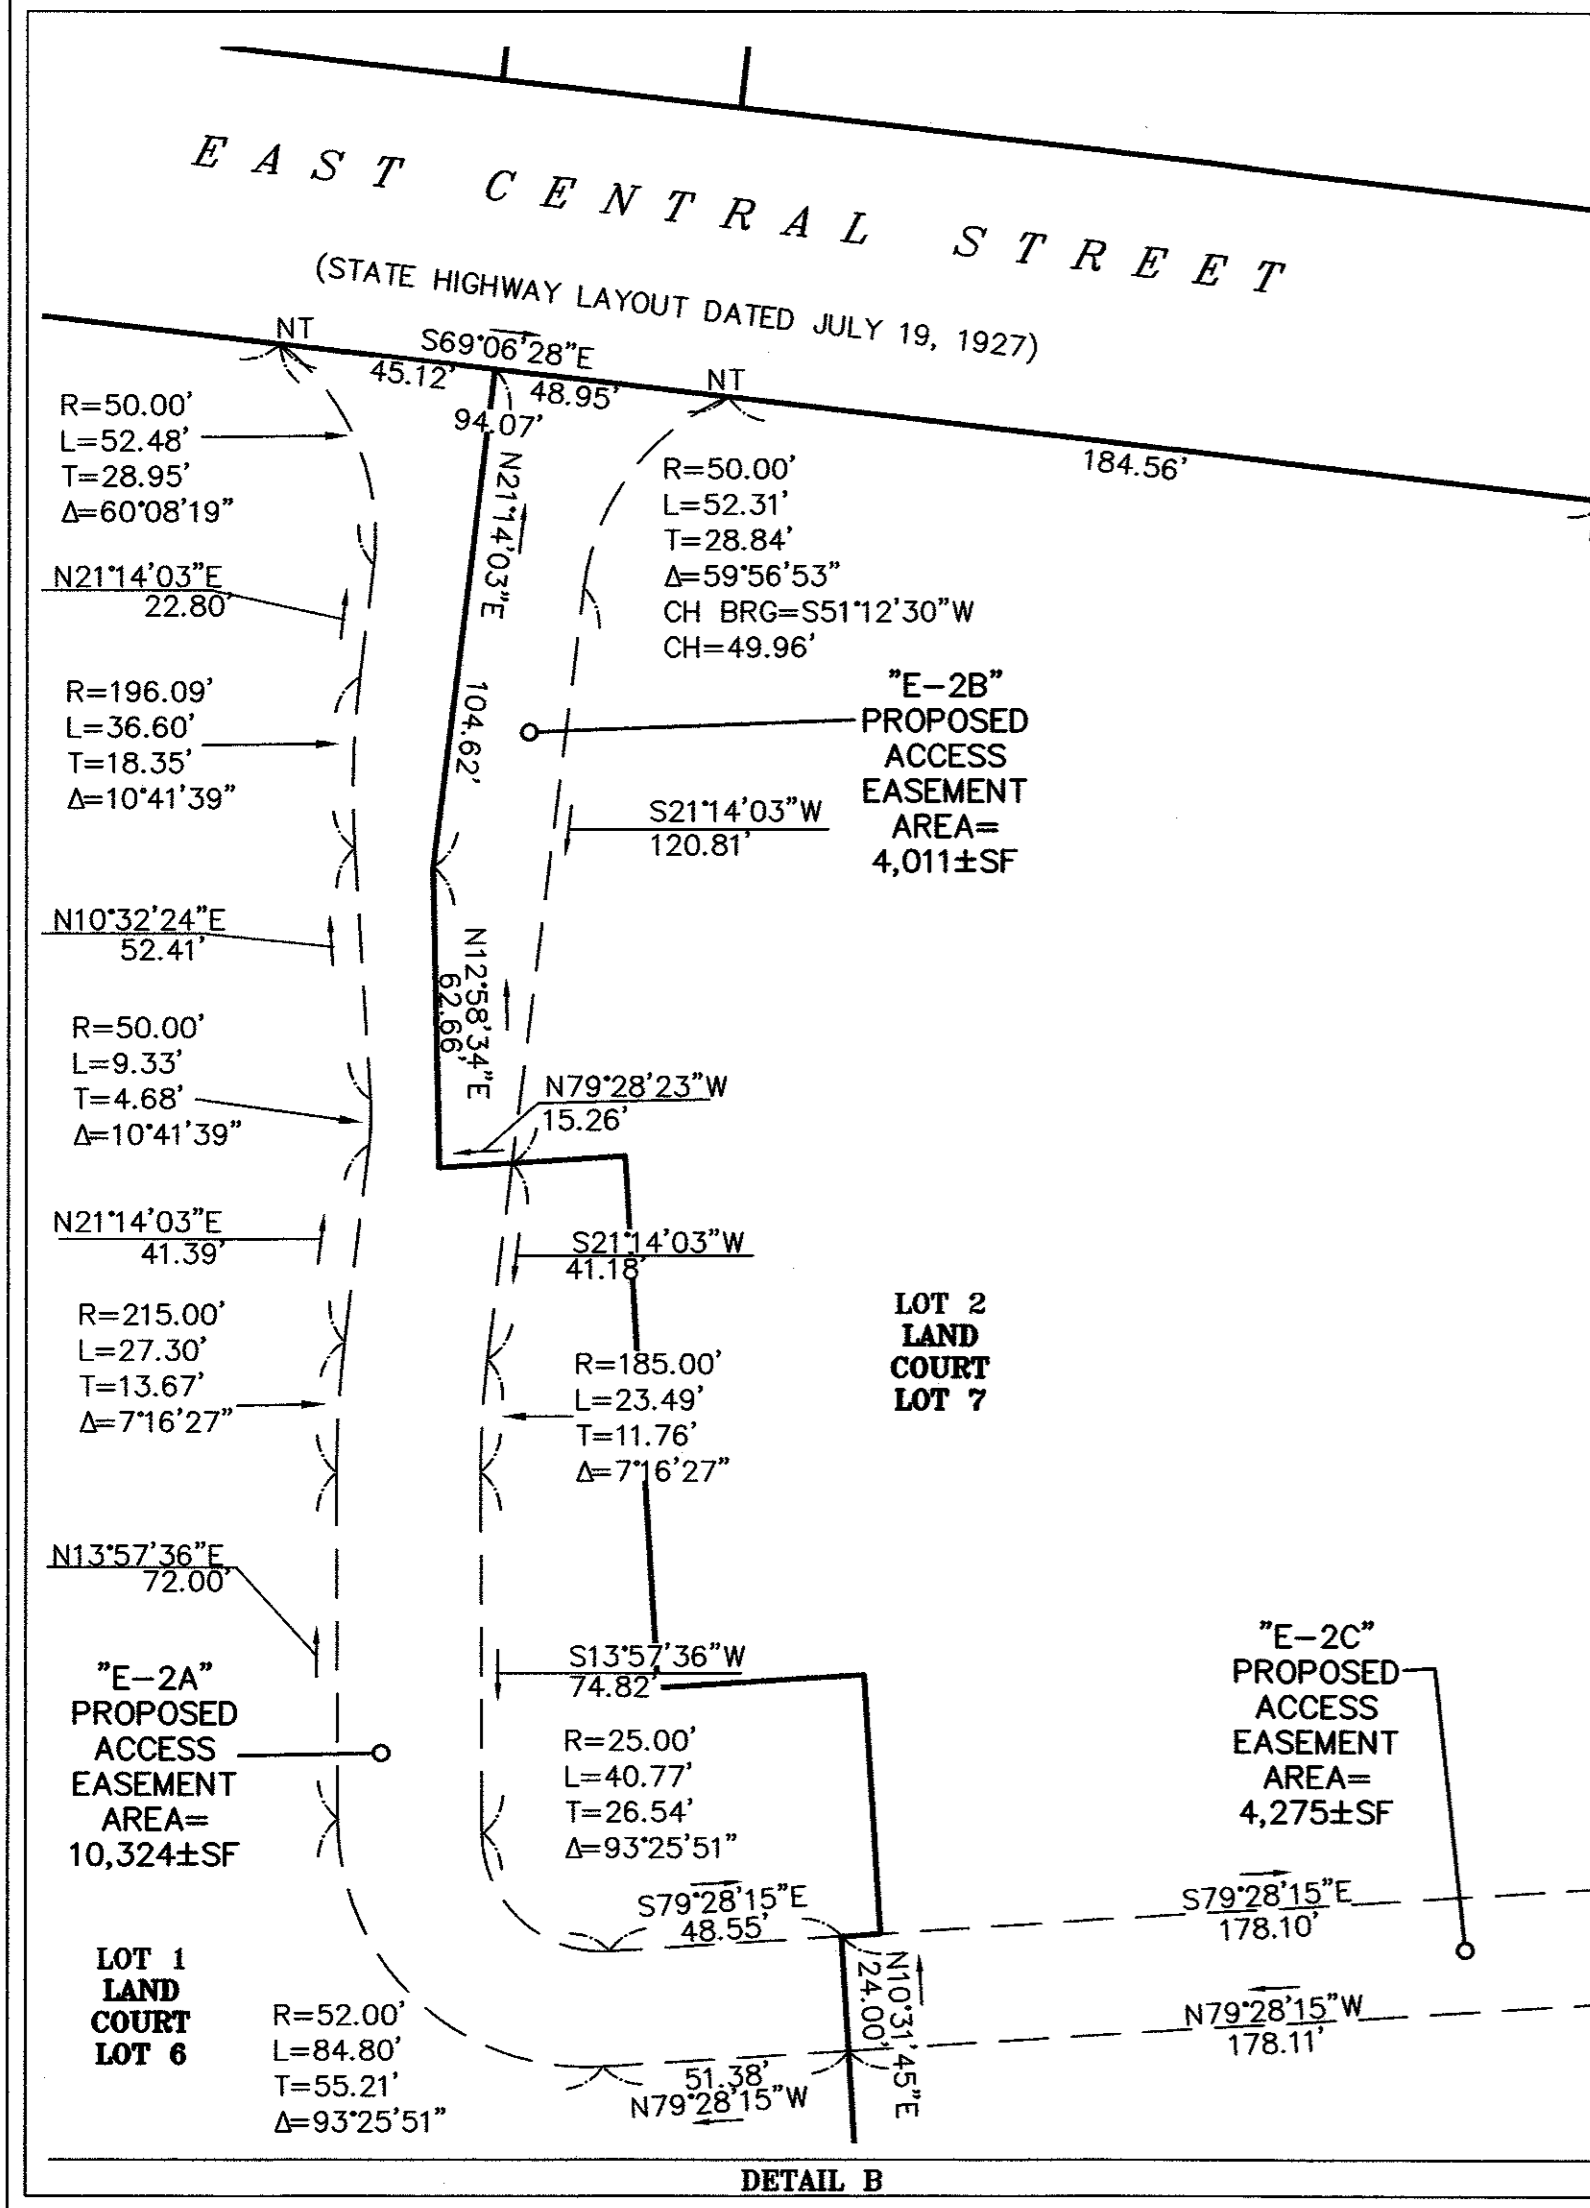 EAST CENTRAL STREET
(STATE HIGHWAY LAYOUT DATED JULY 19, 1927)
NT
S69°06'28"E
45.12'
48.95'
NT
94.07'
184.56'
R=50.00'
L=52.48'
T=28.95'
Δ=60°08'19"
N21°14'03"E
104.62'
R=50.00'
L=52.31'
T=28.84'
Δ=59°56'53"
CH BRG=S51°12'30"W
CH=49.96'
N21°14'03"E
22.80'
"E-2B"
PROPOSED
ACCESS
EASEMENT
AREA=
4,011±SF
R=196.09'
L=36.60'
T=18.35'
Δ=10°41'39"
S21°14'03"W
120.81'
N10°32'24"E
52.41'
N12°58'34"E
62.66'
R=50.00'
L=9.33'
T=4.68'
Δ=10°41'39"
N79°28'23"W
15.26'
N21°14'03"E
41.39'
S21°14'03"W
41.18'
R=215.00'
L=27.30'
T=13.67'
Δ=7°16'27"
R=185.00'
L=23.49'
T=11.76'
Δ=7°16'27"
LOT 2
LAND
COURT
LOT 7
N13°57'36"E
72.00'
S13°57'36"W
74.82'
"E-2A"
PROPOSED
ACCESS
EASEMENT
AREA=
10,324±SF
R=25.00'
L=40.77'
T=26.54'
Δ=93°25'51"
"E-2C"
PROPOSED
ACCESS
EASEMENT
AREA=
4,275±SF
S79°28'15"E
48.55'
S79°28'15"E
178.10'
N10°31'45"E
24.00'
N79°28'15"W
178.11'
LOT 1
LAND
COURT
LOT 6
R=52.00'
L=84.80'
T=55.21'
Δ=93°25'51"
51.38'
N79°28'15"W
DETAIL B